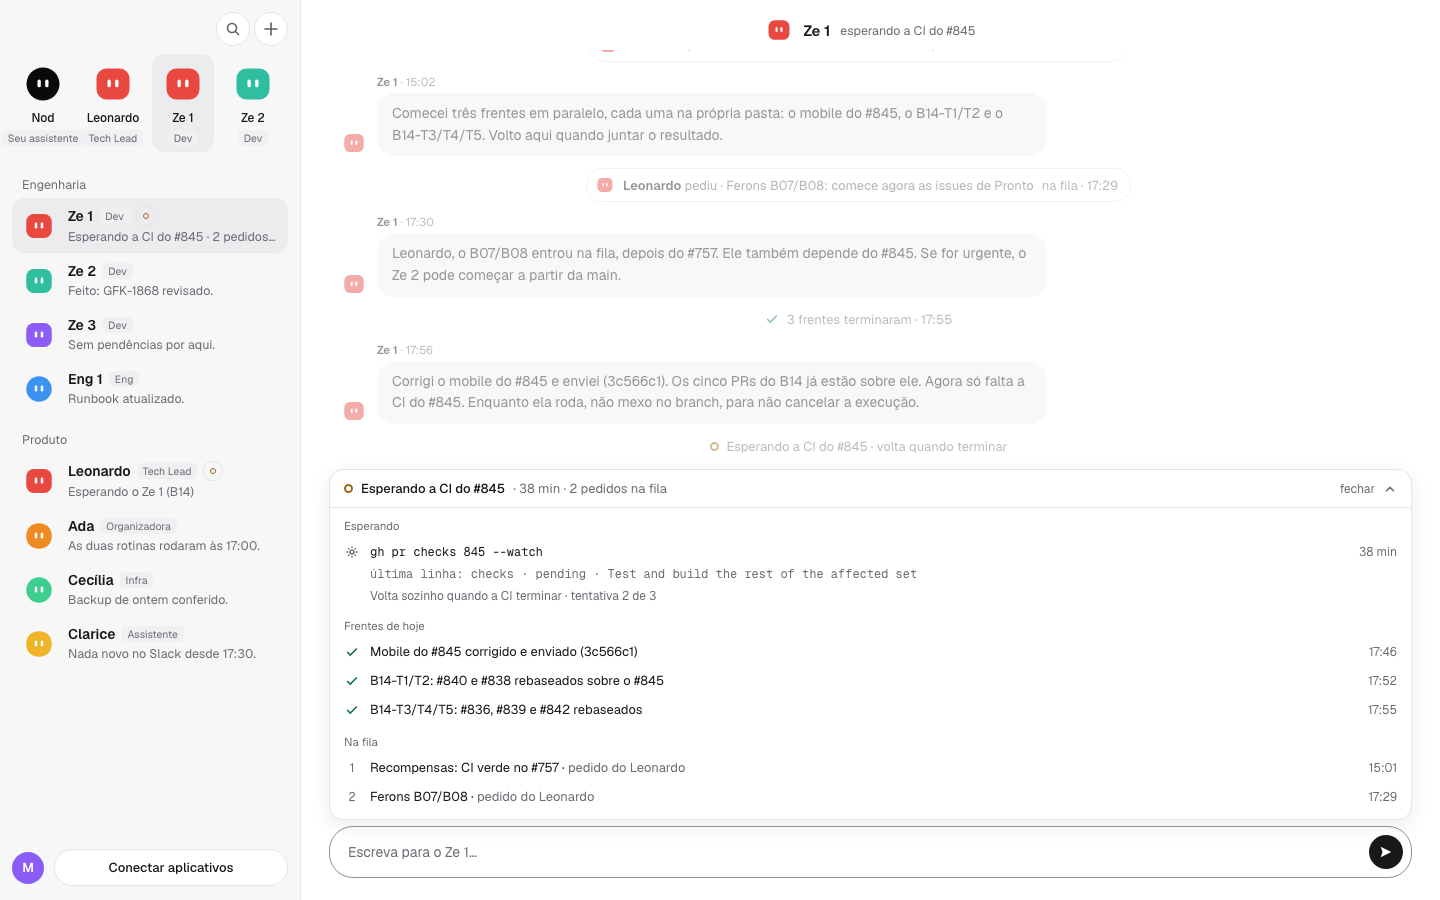 Nod
Seu assistente
Leonardo
Tech Lead
Ze 1
Dev
Ze 2
Dev
Engenharia
Ze 1 Dev
Esperando a CI do #845 · 2 pedidos...
Ze 2 Dev
Feito: GFK-1868 revisado.
Ze 3 Dev
Sem pendências por aqui.
Eng 1 Eng
Runbook atualizado.
Produto
Leonardo Tech Lead
Esperando o Ze 1 (B14)
Ada Organizadora
As duas rotinas rodaram às 17:00.
Cecília Infra
Backup de ontem conferido.
Clarice Assistente
Nada novo no Slack desde 17:30.
M
Conectar aplicativos
Ze 1 esperando a CI do #845
Ze 1 · 15:02
Comecei três frentes em paralelo, cada uma na própria pasta: o mobile do #845, o B14-T1/T2 e o
B14-T3/T4/T5. Volto aqui quando juntar o resultado.
Leonardo pediu · Ferons B07/B08: comece agora as issues de Pronto na fila · 17:29
Ze 1 · 17:30
Leonardo, o B07/B08 entrou na fila, depois do #757. Ele também depende do #845. Se for urgente, o
Ze 2 pode começar a partir da main.
3 frentes terminaram · 17:55
Ze 1 · 17:56
Corrigi o mobile do #845 e enviei (3c566c1). Os cinco PRs do B14 já estão sobre ele. Agora só falta a
CI do #845. Enquanto ela roda, não mexo no branch, para não cancelar a execução.
Esperando a CI do #845 · volta quando terminar
Esperando a CI do #845 · 38 min · 2 pedidos na fila
fechar
Esperando
gh pr checks 845 --watch
38 min
última linha: checks · pending · Test and build the rest of the affected set
Volta sozinho quando a CI terminar · tentativa 2 de 3
Frentes de hoje
Mobile do #845 corrigido e enviado (3c566c1)
17:46
B14-T1/T2: #840 e #838 rebaseados sobre o #845
17:52
B14-T3/T4/T5: #836, #839 e #842 rebaseados
17:55
Na fila
1 Recompensas: CI verde no #757 · pedido do Leonardo
15:01
2 Ferons B07/B08 · pedido do Leonardo
17:29
Escreva para o Ze 1...